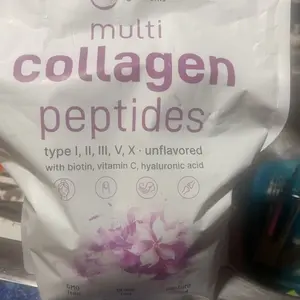 multi
collagen
peptides
type I, II, III, V, X · unflavored
with biotin, vitamin C, hyaluronic acid